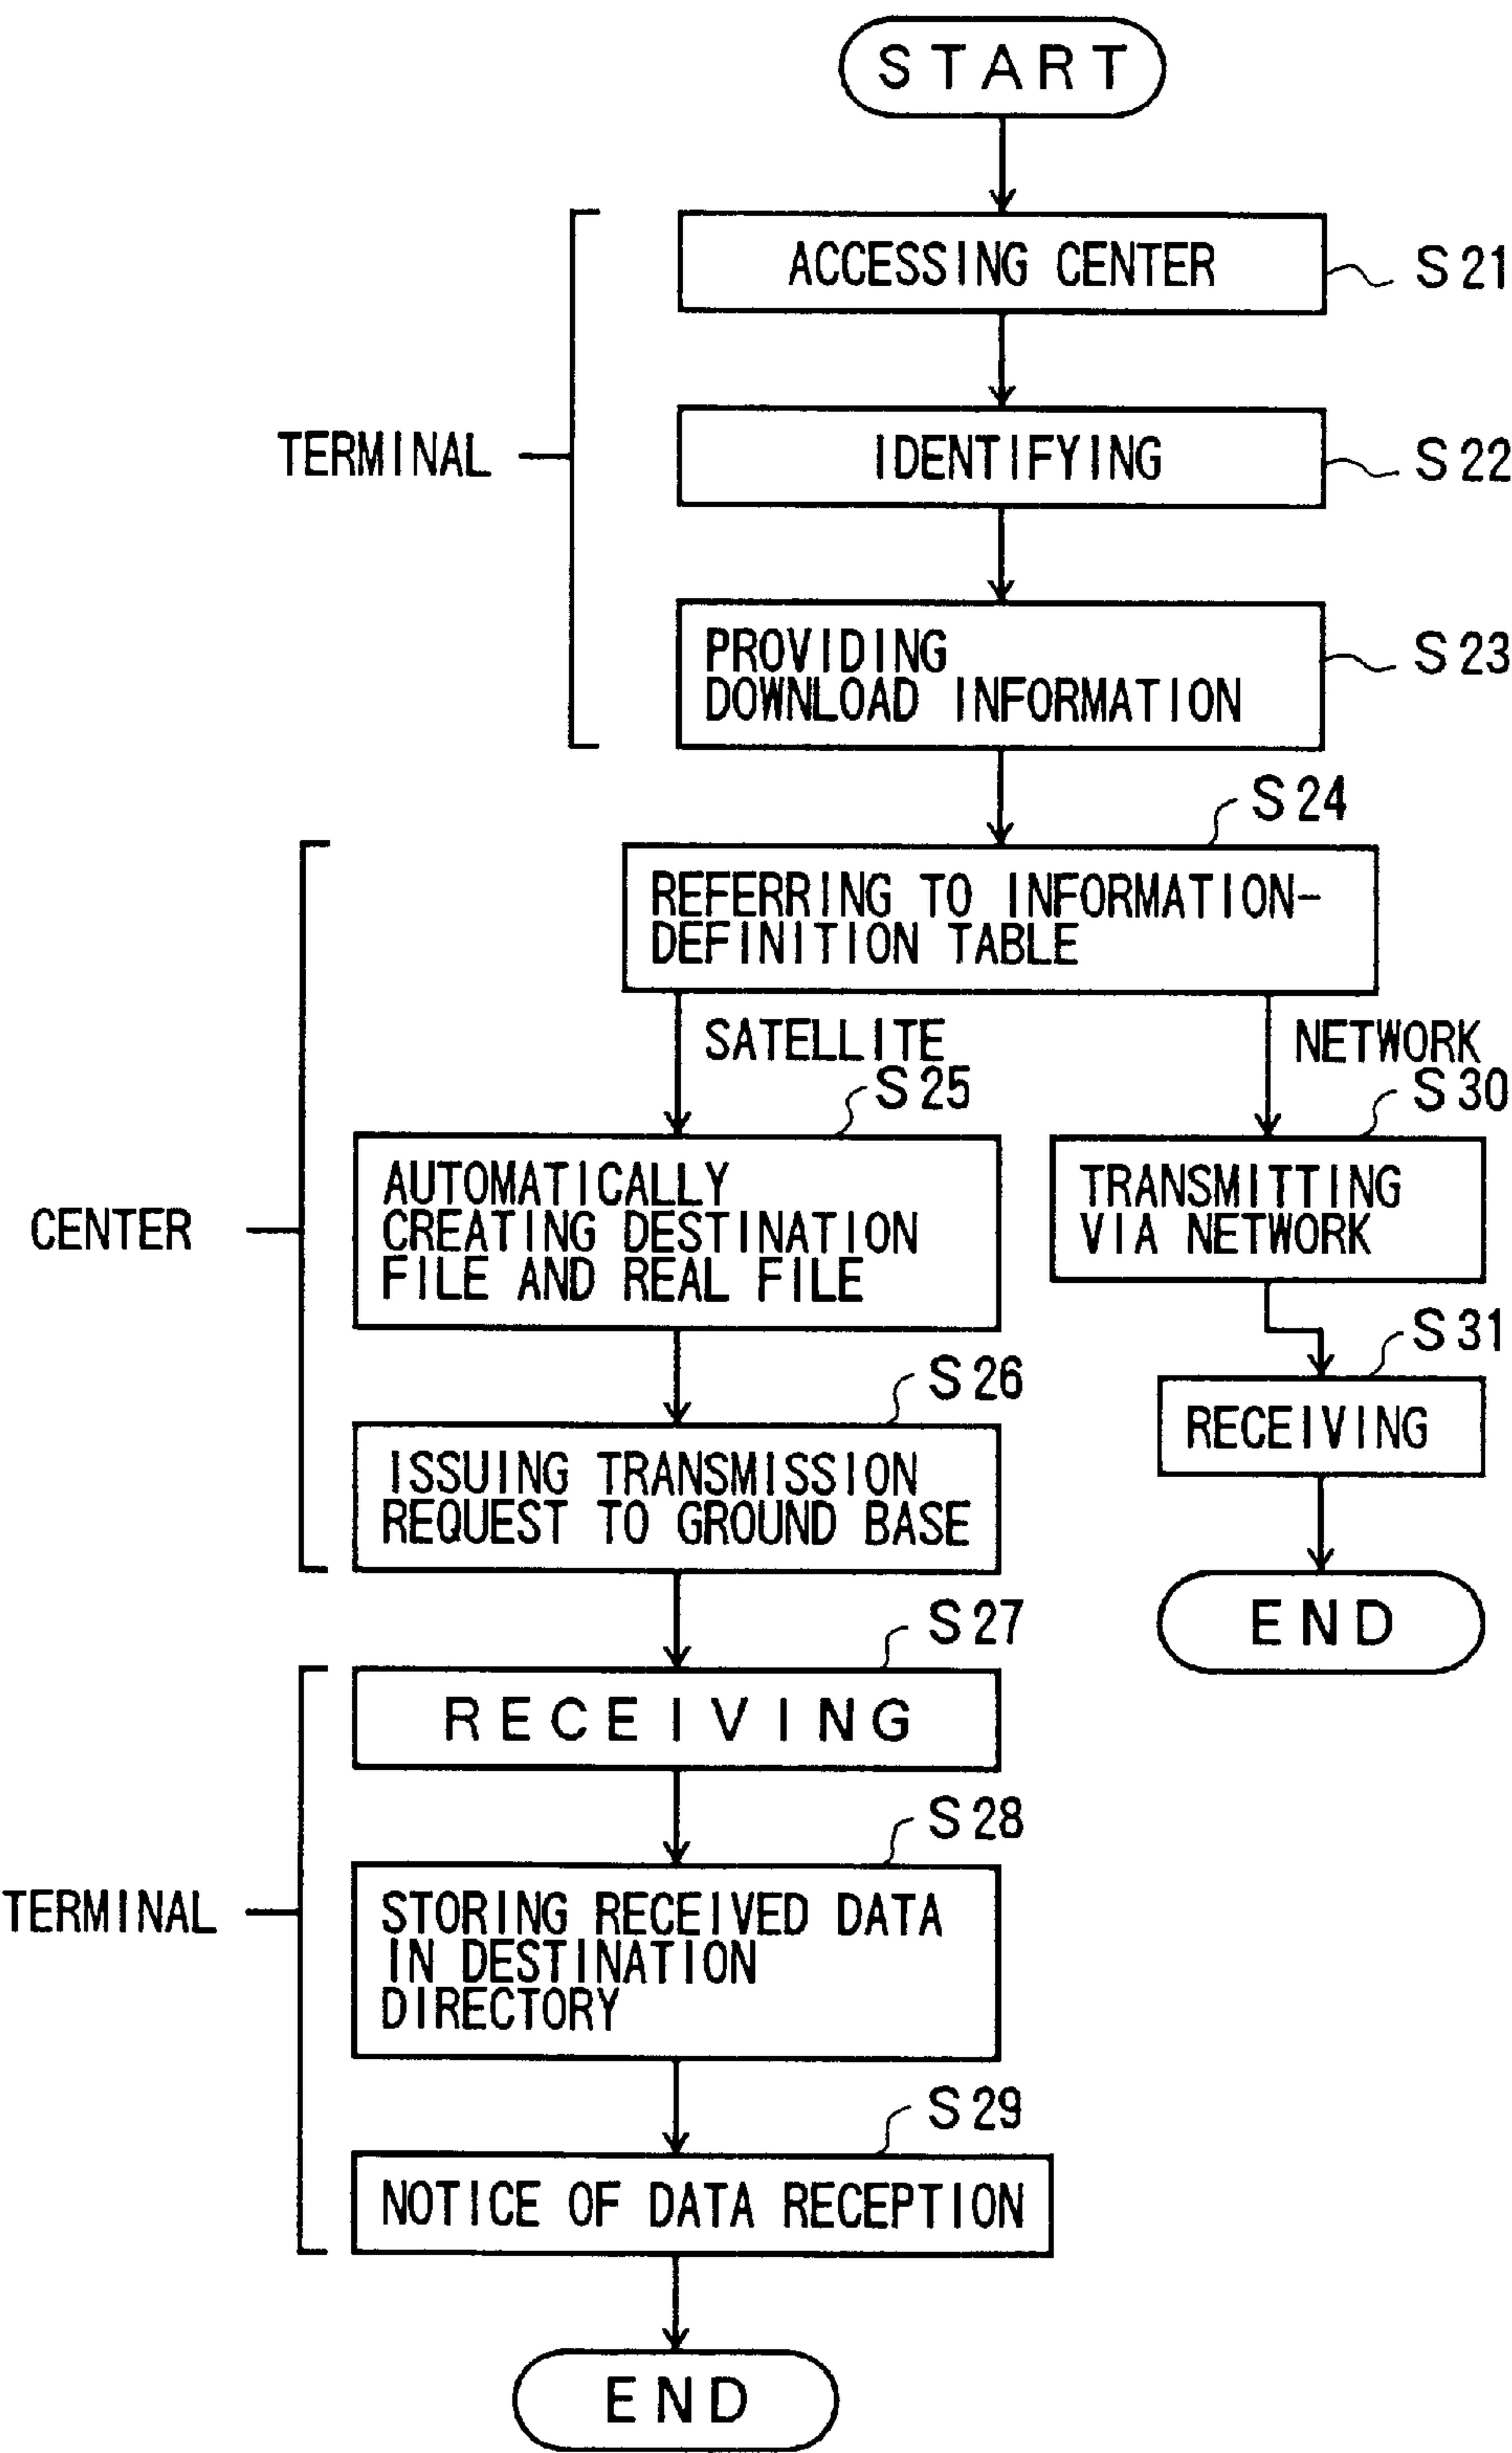 START
ACCESSING CENTER
S21
TERMINAL
IDENTIFYING
S22
PROVIDING
DOWNLOAD INFORMATION
S23
S24
REFERRING TO INFORMATION-
DEFINITION TABLE
SATELLITE
NETWORK
S25
S30
CENTER
AUTOMATICALLY
CREATING DESTINATION
FILE AND REAL FILE
TRANSMITTING
VIA NETWORK
S26
S31
ISSUING TRANSMISSION
REQUEST TO GROUND BASE
RECEIVING
END
S27
RECEIVING
S28
TERMINAL
STORING RECEIVED DATA
IN DESTINATION
DIRECTORY
S29
NOTICE OF DATA RECEPTION
END